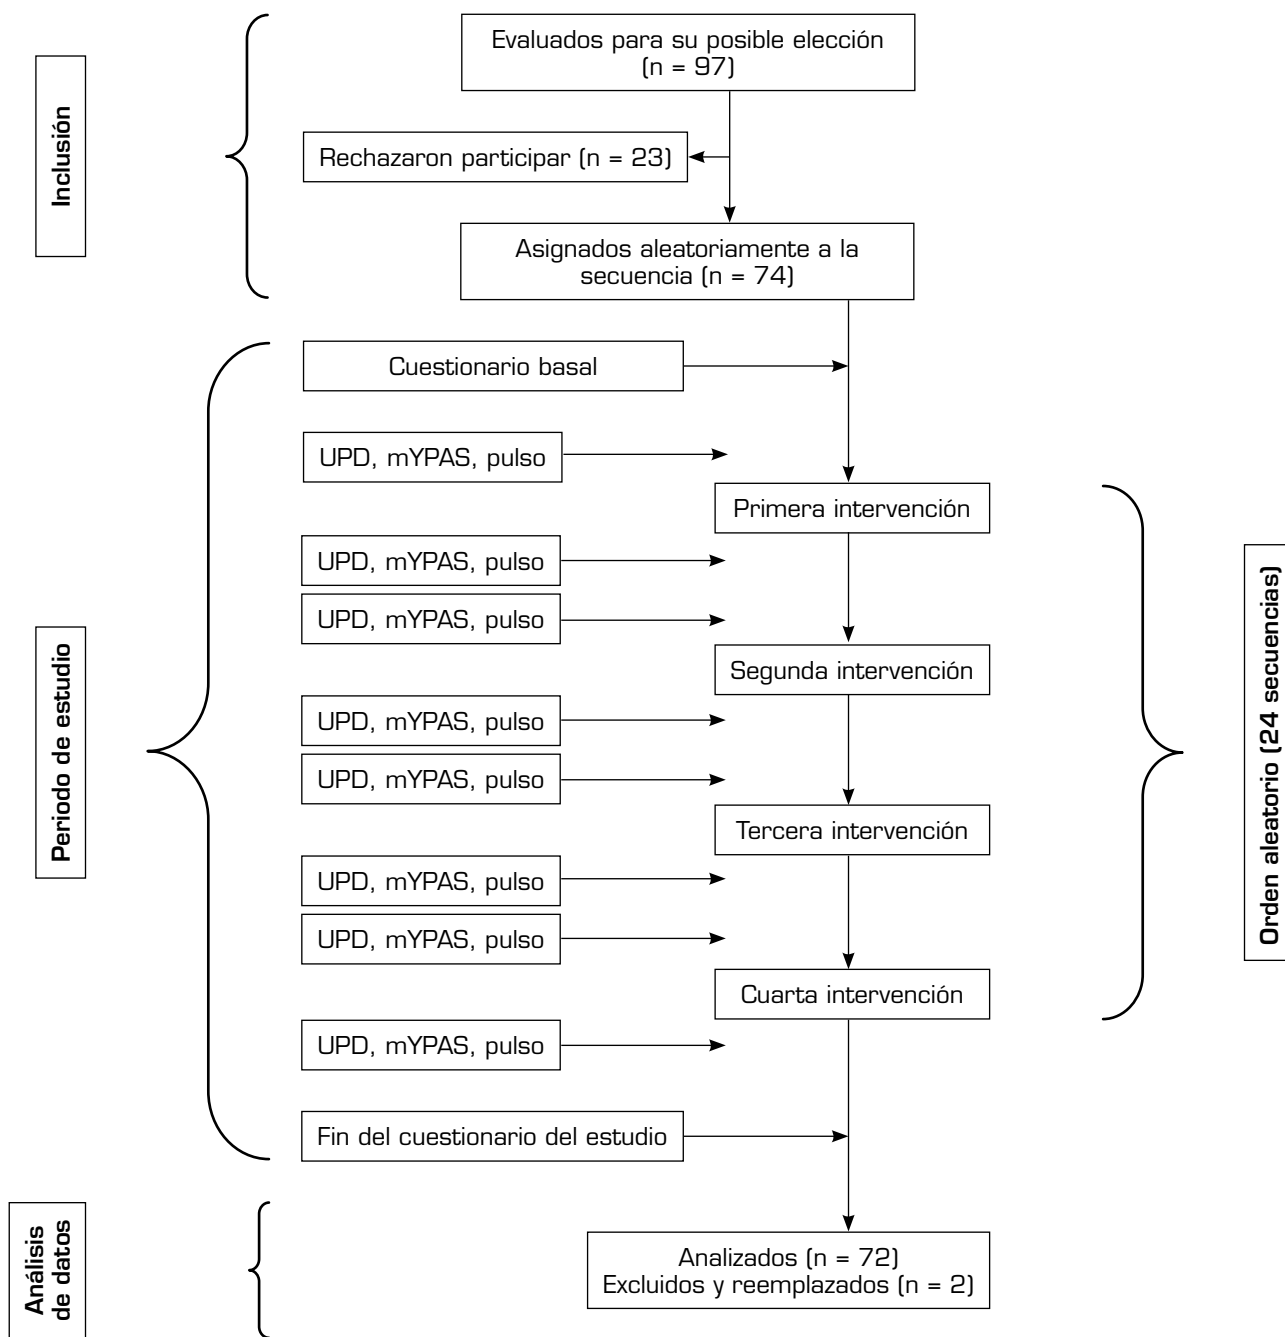 Inclusión
Evaluados para su posible elección
(n = 97)
Rechazaron participar (n = 23)
Asignados aleatoriamente a la
secuencia (n = 74)
Periodo de estudio
Cuestionario basal
UPD, mYPAS, pulso
Primera intervención
UPD, mYPAS, pulso
UPD, mYPAS, pulso
Segunda intervención
UPD, mYPAS, pulso
UPD, mYPAS, pulso
Tercera intervención
UPD, mYPAS, pulso
UPD, mYPAS, pulso
Cuarta intervención
UPD, mYPAS, pulso
Fin del cuestionario del estudio
Orden aleatorio (24 secuencias)
Análisis
de datos
Analizados (n = 72)
Excluidos y reemplazados (n = 2)